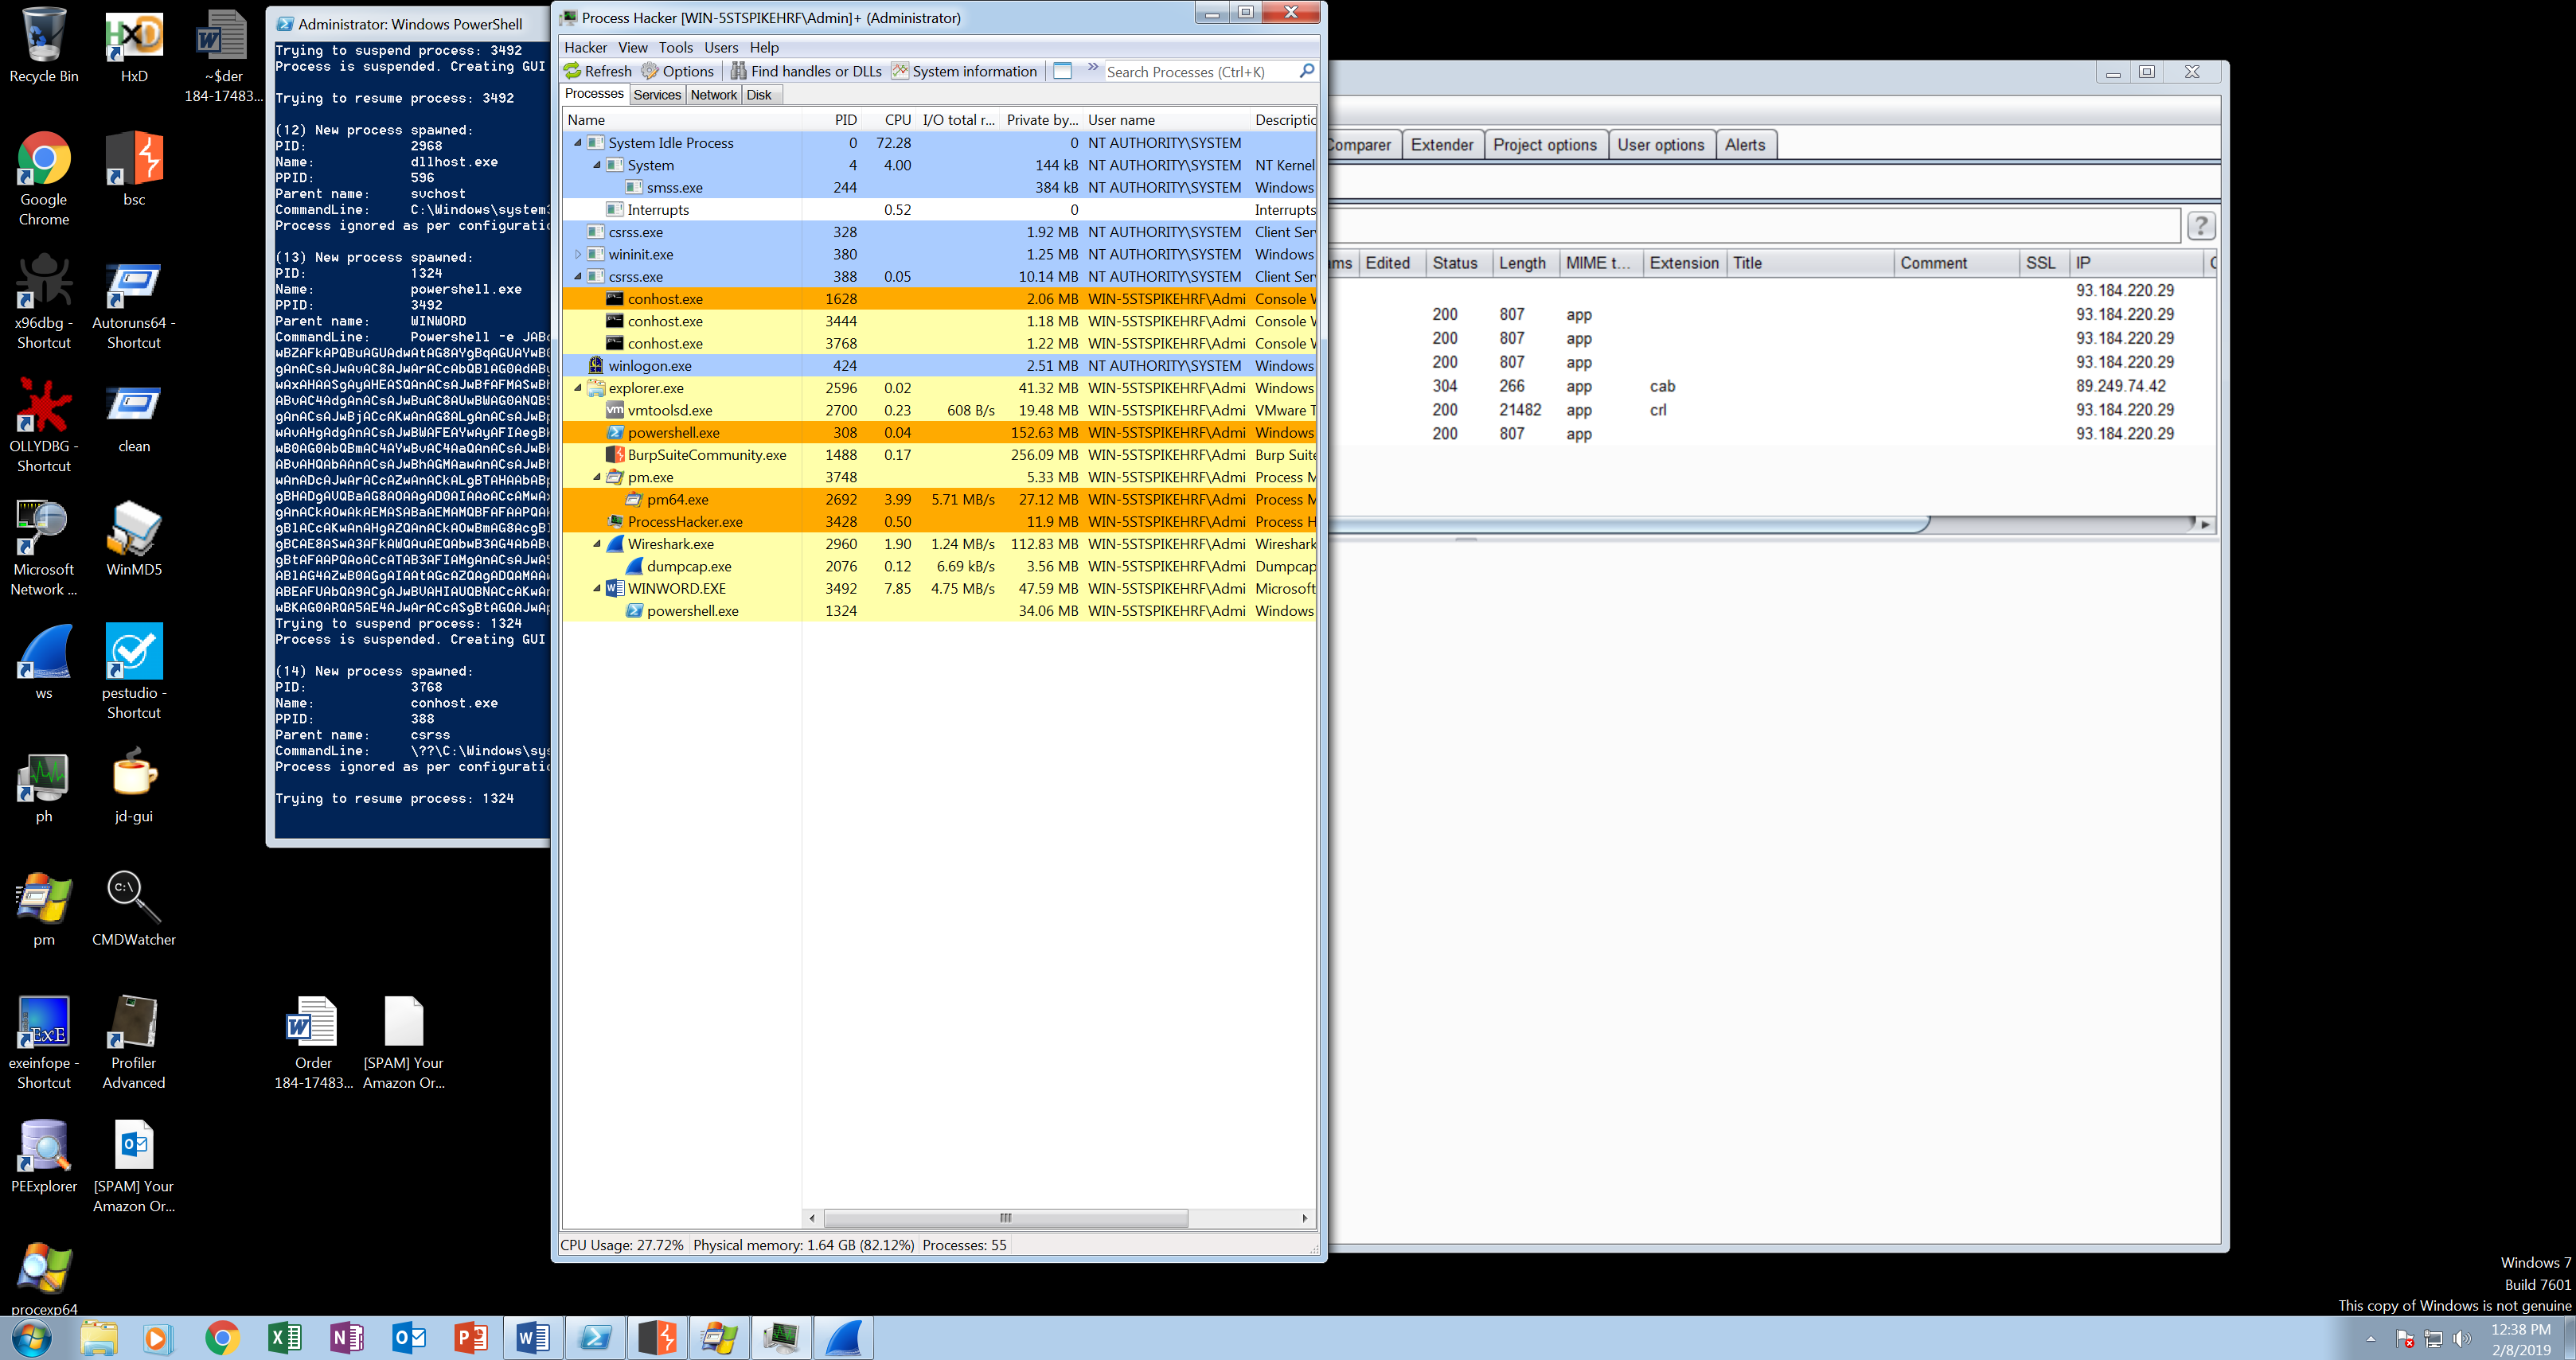 Recycle Bin
HxD
~$der
184-17483...
Google
Chrome
bsc
x96dbg -
Shortcut
Autoruns64 -
Shortcut
OLLYDBG -
Shortcut
clean
Microsoft
Network ...
WinMD5
ws
pestudio -
Shortcut
ph
jd-gui
pm
CMDWatcher
exeinfope -
Shortcut
Profiler
Advanced
Order
184-17483...
[SPAM] Your
Amazon Or...
PEExplorer
[SPAM] Your
Amazon Or...
procexp64
Administrator: Windows PowerShell
Trying to suspend process: 3492
Process is suspended. Creating GUI
Trying to resume process: 3492
(12) New process spawned:
PID: 2968
Name: dllhost.exe
PPID: 596
Parent name: svchost
CommandLine: C:\Windows\system3
Process ignored as per configuratio
(13) New process spawned:
PID: 1324
Name: powershell.exe
PPID: 3492
Parent name: WINWORD
CommandLine: Powershell -e JABc
Trying to suspend process: 1324
Process is suspended. Creating GUI
(14) New process spawned:
PID: 3768
Name: conhost.exe
PPID: 388
Parent name: csrss
CommandLine: \??\C:\Windows\sys
Process ignored as per configuratio
Trying to resume process: 1324
Process Hacker [WIN-5STSPIKEHRF\Admin]+ (Administrator)
Hacker View Tools Users Help
Refresh Options Find handles or DLLs System information » Search Processes (Ctrl+K)
Processes Services Network Disk
Name PID CPU I/O total r... Private by... User name Descriptic
System Idle Process 0 72.28 0 NT AUTHORITY\SYSTEM
System 4 4.00 144 kB NT AUTHORITY\SYSTEM NT Kernel
smss.exe 244 384 kB NT AUTHORITY\SYSTEM Windows
Interrupts 0.52 0 Interrupts
csrss.exe 328 1.92 MB NT AUTHORITY\SYSTEM Client Ser
wininit.exe 380 1.25 MB NT AUTHORITY\SYSTEM Windows
csrss.exe 388 0.05 10.14 MB NT AUTHORITY\SYSTEM Client Ser
conhost.exe 1628 2.06 MB WIN-5STSPIKEHRF\Admi Console W
conhost.exe 3444 1.18 MB WIN-5STSPIKEHRF\Admi Console W
conhost.exe 3768 1.22 MB WIN-5STSPIKEHRF\Admi Console W
winlogon.exe 424 2.51 MB NT AUTHORITY\SYSTEM Windows
explorer.exe 2596 0.02 41.32 MB WIN-5STSPIKEHRF\Admi Windows
vmtoolsd.exe 2700 0.23 608 B/s 19.48 MB WIN-5STSPIKEHRF\Admi VMware T
powershell.exe 308 0.04 152.63 MB WIN-5STSPIKEHRF\Admi Windows
BurpSuiteCommunity.exe 1488 0.17 256.09 MB WIN-5STSPIKEHRF\Admi Burp Suite
pm.exe 3748 5.33 MB WIN-5STSPIKEHRF\Admi Process M
pm64.exe 2692 3.99 5.71 MB/s 27.12 MB WIN-5STSPIKEHRF\Admi Process M
ProcessHacker.exe 3428 0.50 11.9 MB WIN-5STSPIKEHRF\Admi Process H
Wireshark.exe 2960 1.90 1.24 MB/s 112.83 MB WIN-5STSPIKEHRF\Admi Wireshark
dumpcap.exe 2076 0.12 6.69 kB/s 3.56 MB WIN-5STSPIKEHRF\Admi Dumpcap
WINWORD.EXE 3492 7.85 4.75 MB/s 47.59 MB WIN-5STSPIKEHRF\Admi Microsoft
powershell.exe 1324 34.06 MB WIN-5STSPIKEHRF\Admi Windows
CPU Usage: 27.72% Physical memory: 1.64 GB (82.12%) Processes: 55
Comparer Extender Project options User options Alerts
?
ms Edited Status Length MIME t... Extension Title Comment SSL IP
93.184.220.29
200 807 app 93.184.220.29
200 807 app 93.184.220.29
200 807 app 93.184.220.29
304 266 app cab 89.249.74.42
200 21482 app crl 93.184.220.29
200 807 app 93.184.220.29
Windows 7
Build 7601
This copy of Windows is not genuine
12:38 PM
2/8/2019